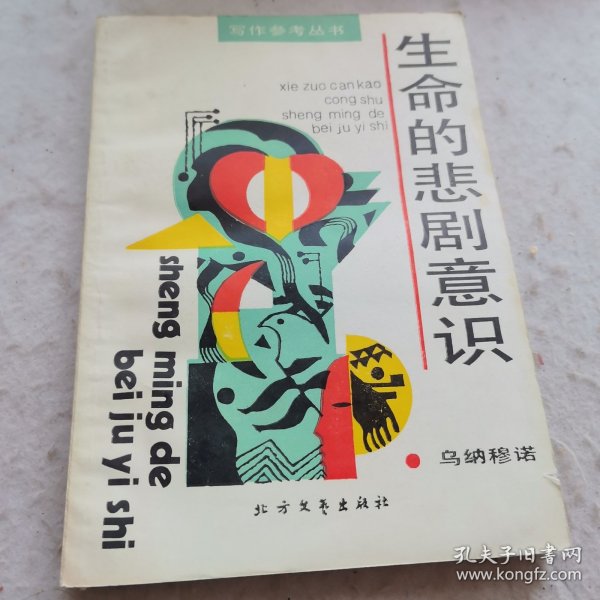 写作参考丛书
xie zuo can kao
cong shu
sheng ming de
bei ju yi shi
生命的悲剧意识
sheng ming de
bei ju yi shi
乌纳穆诺
北方文艺出版社
孔夫子旧书网
www.kongfz.com